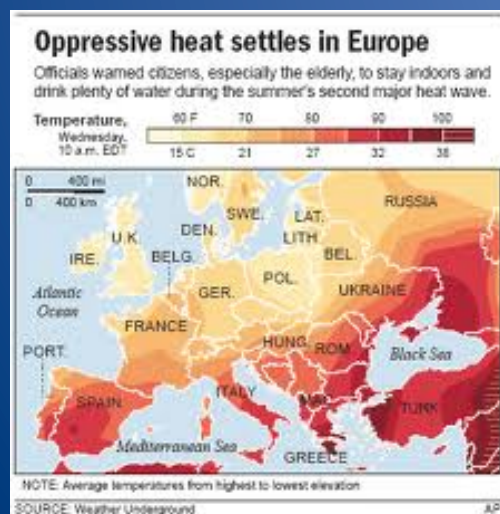 Oppressive heat settles in Europe
Officials warned citizens, especially the elderly, to stay indoors and
drink plenty of water during the summer's second major heat wave.
Temperature,
Wednesday,
10 a.m. EDT
60 F 70 80 90 100
15 C 21 27 32 38
0 400 mi
0 400 km
NOR.
SWE.
RUSSIA
LAT.
DEN.
LITH
U.K.
IRE.
BELG.
BEL.
POL.
GER.
UKRAINE
Atlantic
Ocean
FRANCE
HUNG.
ROM
PORT.
Black Sea
ITALY
SPAIN
TURK
Mediterranean Sea
GREECE
NOTE: Average temperatures from highest to lowest elevation
SOURCE: Weather Underground AP